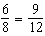 6/8 = 9/12